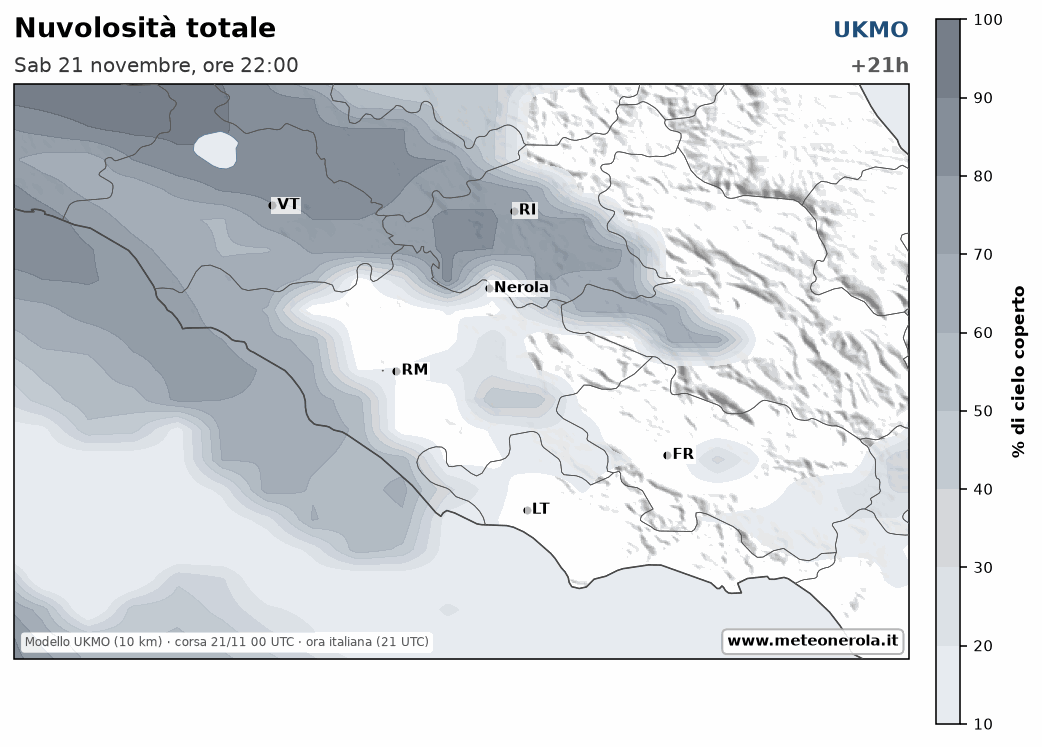 Nuvolosità totale
UKMO
Sab 21 novembre, ore 22:00
+21h
100
90
80
70
60
50
40
30
20
10
% di cielo coperto
VT
RI
Nerola
RM
FR
LT
Modello UKMO (10 km) · corsa 21/11 00 UTC · ora italiana (21 UTC)
www.meteonerola.it